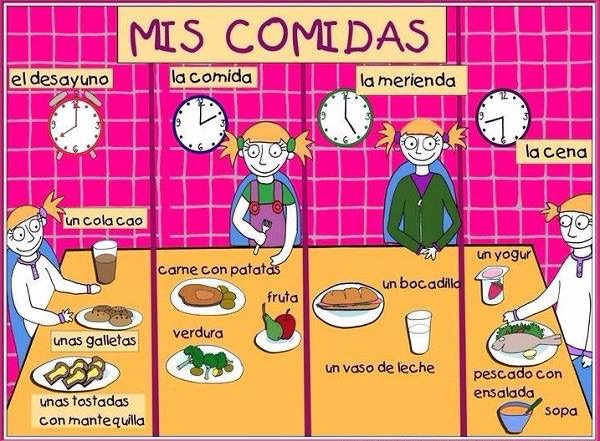 MIS COMIDAS
el desayuno
la comida
la merienda
la cena
un cola cao
unas galletas
unas tostadas
con mantequilla
carne con patatas
fruta
verdura
un bocadillo
un vaso de leche
un yogur
pescado con
ensalada
sopa